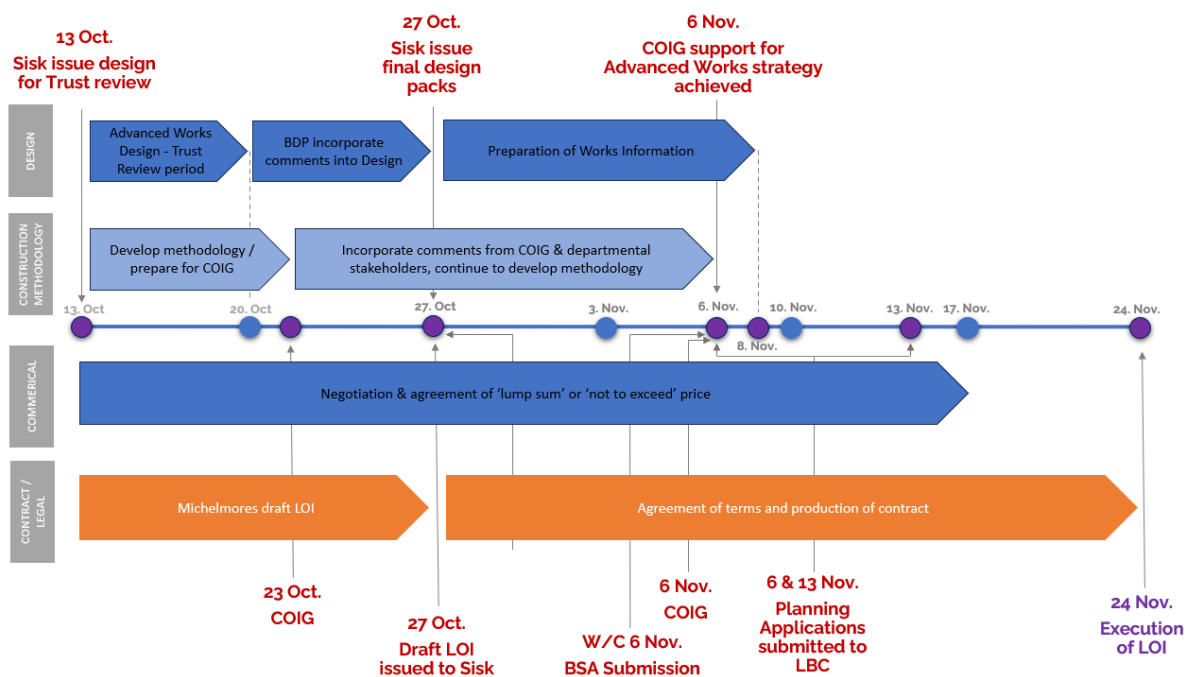 13 Oct.
Sisk issue design
for Trust review
27 Oct.
Sisk issue
final design
packs
6 Nov.
COIG support for
Advanced Works strategy
achieved
DESIGN
Advanced Works
Design - Trust
Review period
BDP incorporate
comments into Design
Preparation of Works Information
CONSTRUCTION
METHODOLOGY
Develop methodology /
prepare for COIG
Incorporate comments from COIG & departmental
stakeholders, continue to develop methodology
13. Oct
20. Oct
27. Oct
3. Nov.
6. Nov.
8. Nov.
10. Nov.
13. Nov.
17. Nov.
24. Nov.
COMMERICAL
Negotiation & agreement of ‘lump sum’ or ‘not to exceed’ price
CONTRACT /
LEGAL
Michelmores draft LOI
Agreement of terms and production of contract
23 Oct.
COIG
27 Oct.
Draft LOI
issued to Sisk
W/C 6 Nov.
BSA Submission
6 Nov.
COIG
6 & 13 Nov.
Planning
Applications
submitted to
LBC
24 Nov.
Execution
of LOI